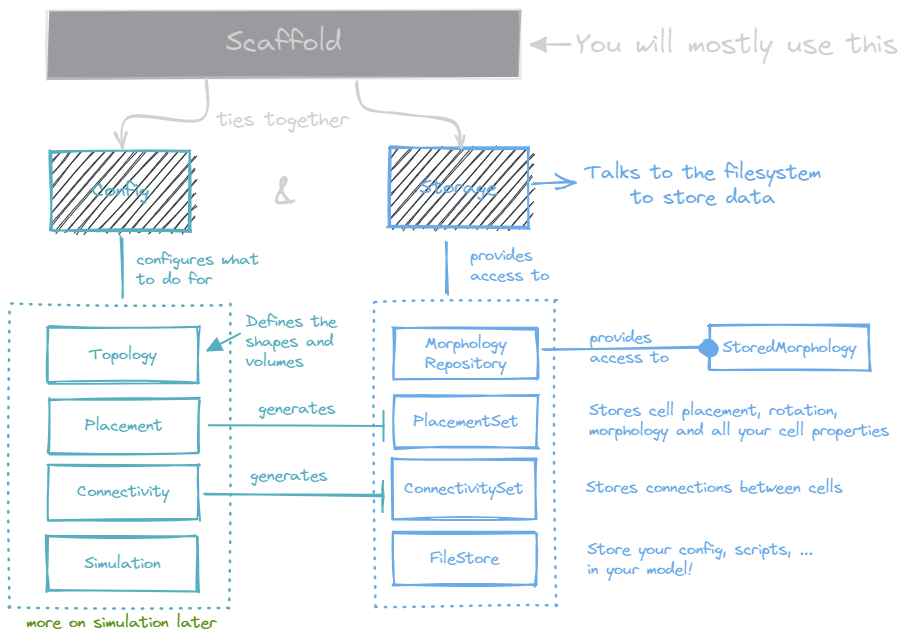 Scaffold
You will mostly use this
ties together
Config
&
Storage
Talks to the filesystem
to store data
configures what
to do for
provides
access to
Topology
Defines the
shapes and
volumes
Morphology
Repository
provides
access to
StoredMorphology
Placement
generates
PlacementSet
Stores cell placement, rotation,
morphology and all your cell properties
Connectivity
generates
ConnectivitySet
Stores connections between cells
Simulation
FileStore
Store your config, scripts, ...
in your model!
more on simulation later